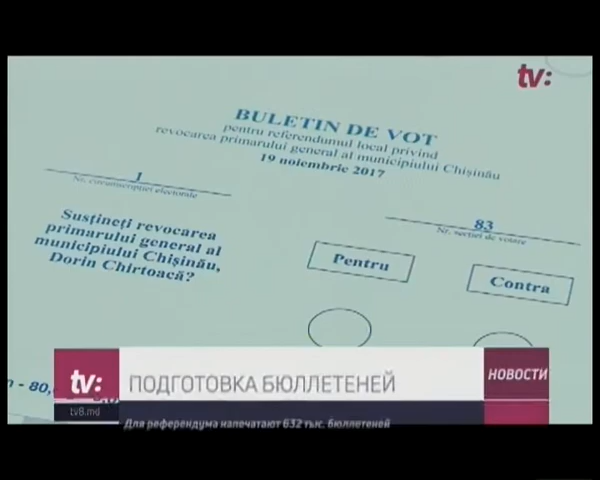 tv:
BULETIN DE VOT
pentru referendumul local privind
revocarea primarului general al municipiului Chișinău
19 noiembrie 2017
1
Nr. circumscripției electorale
83
Nr. secției de votare
Susțineți revocarea
primarului general al
municipiului Chișinău,
Dorin Chirtoacă?
Pentru
Contra
tv:
ПОДГОТОВКА БЮЛЛЕТЕНЕЙ
НОВОСТИ
tv8.md
Для референдума напечатают 632 тыс. бюллетеней